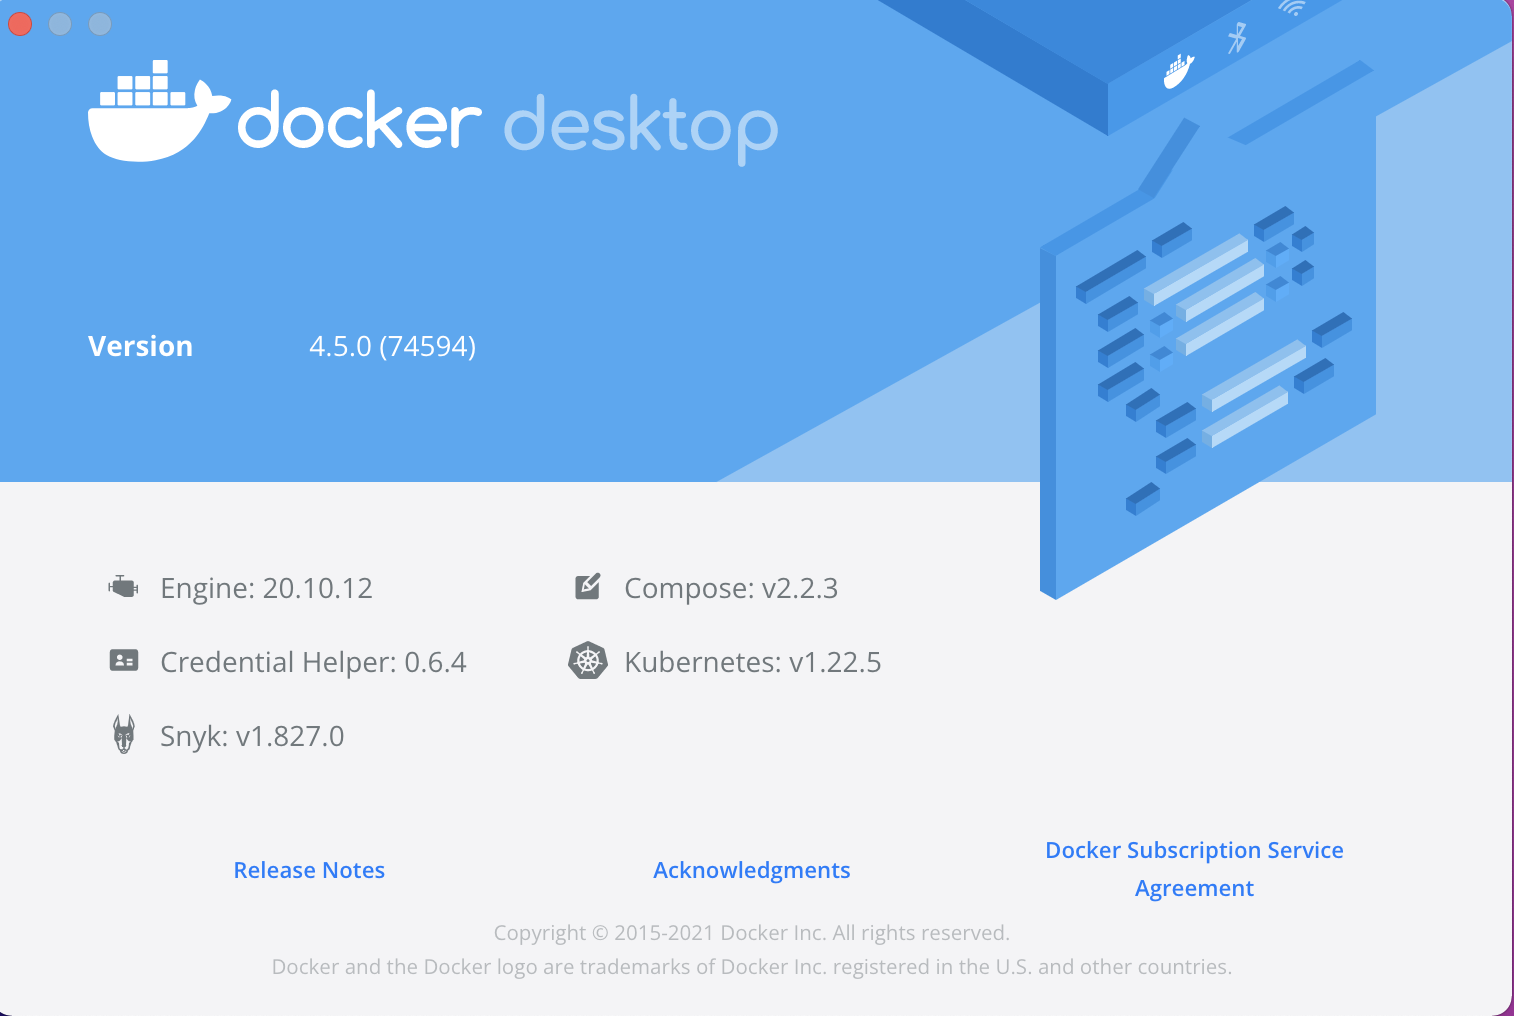 docker desktop
Version 4.5.0 (74594)
Engine: 20.10.12
Compose: v2.2.3
Credential Helper: 0.6.4
Kubernetes: v1.22.5
Snyk: v1.827.0
Release Notes
Acknowledgments
Docker Subscription Service
Agreement
Copyright © 2015-2021 Docker Inc. All rights reserved.
Docker and the Docker logo are trademarks of Docker Inc. registered in the U.S. and other countries.